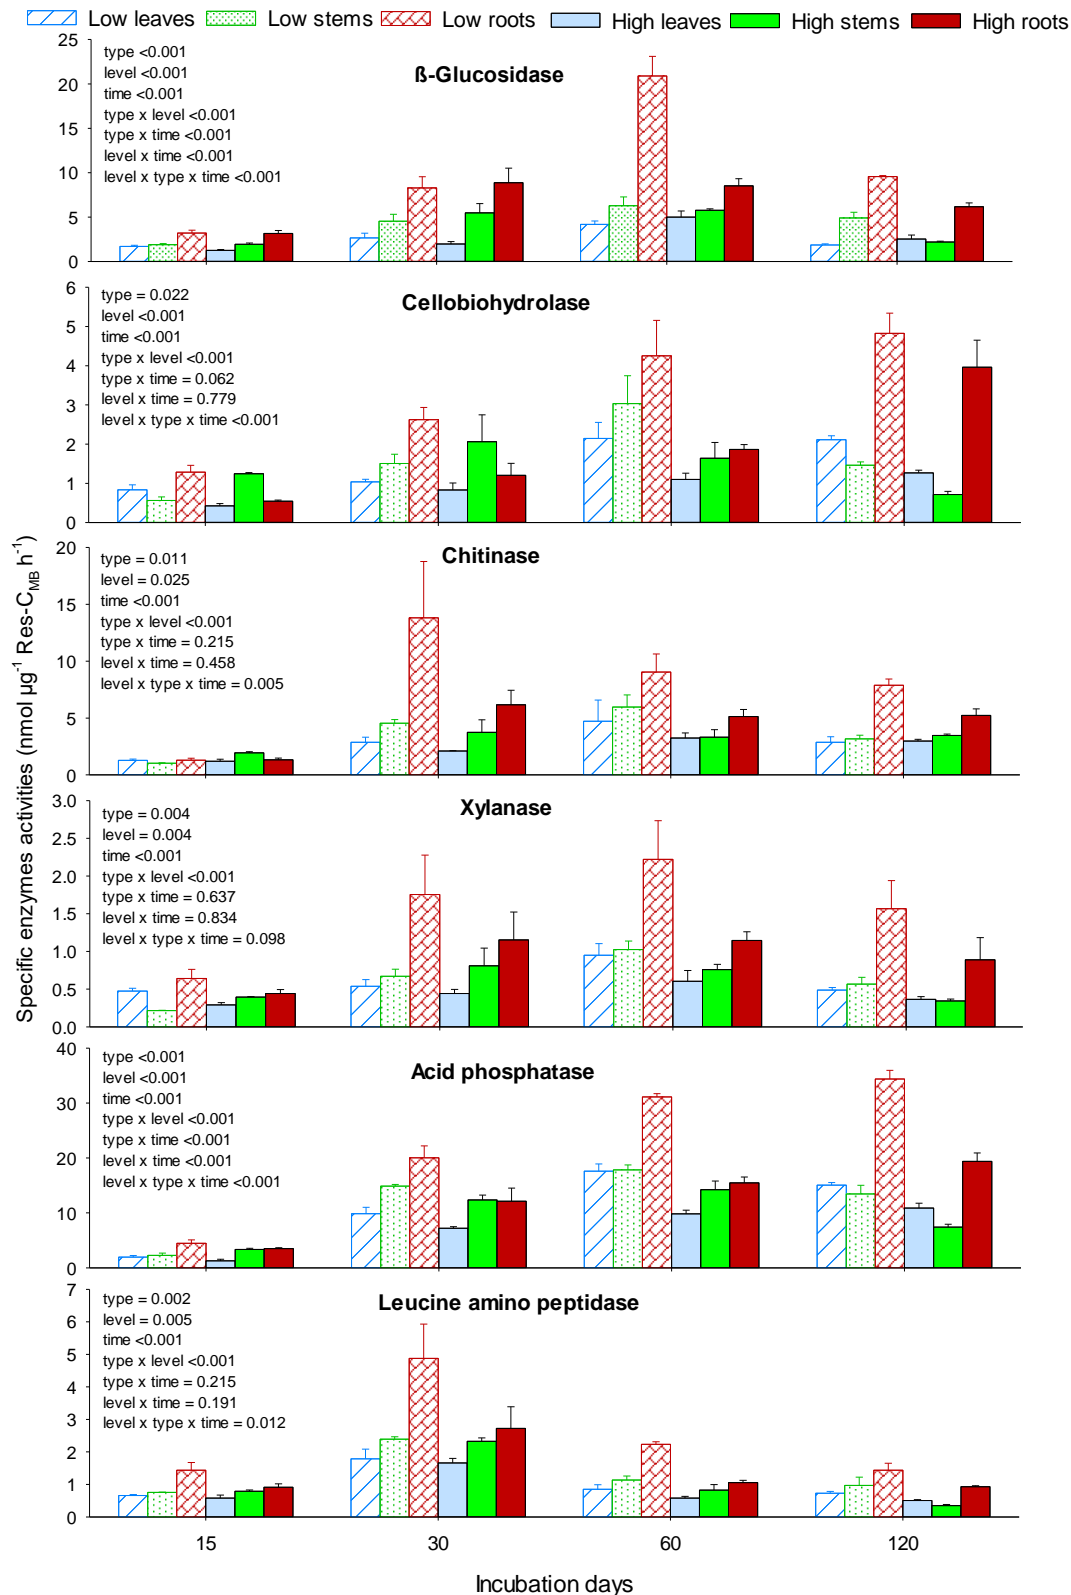 Low leaves Low stems Low roots High leaves High stems High roots
Specific enzymes activities (nmol µg⁻¹ Res-C_MB h⁻¹)
25
20
15
10
5
0
type <0.001
level <0.001
time <0.001
type x level <0.001
type x time <0.001
level x time <0.001
level x type x time <0.001
ß-Glucosidase
6
5
4
3
2
1
0
type = 0.022
level <0.001
time <0.001
type x level <0.001
type x time = 0.062
level x time = 0.779
level x type x time <0.001
Cellobiohydrolase
20
15
10
5
0
type = 0.011
level = 0.025
time <0.001
type x level <0.001
type x time = 0.215
level x time = 0.458
level x type x time = 0.005
Chitinase
3.0
2.5
2.0
1.5
1.0
0.5
0.0
type = 0.004
level = 0.004
time <0.001
type x level <0.001
type x time = 0.637
level x time = 0.834
level x type x time = 0.098
Xylanase
40
30
20
10
0
type <0.001
level <0.001
time <0.001
type x level <0.001
type x time <0.001
level x time <0.001
level x type x time <0.001
Acid phosphatase
7
6
5
4
3
2
1
0
type = 0.002
level = 0.005
time <0.001
type x level <0.001
type x time = 0.215
level x time = 0.191
level x type x time = 0.012
Leucine amino peptidase
15 30 60 120
Incubation days